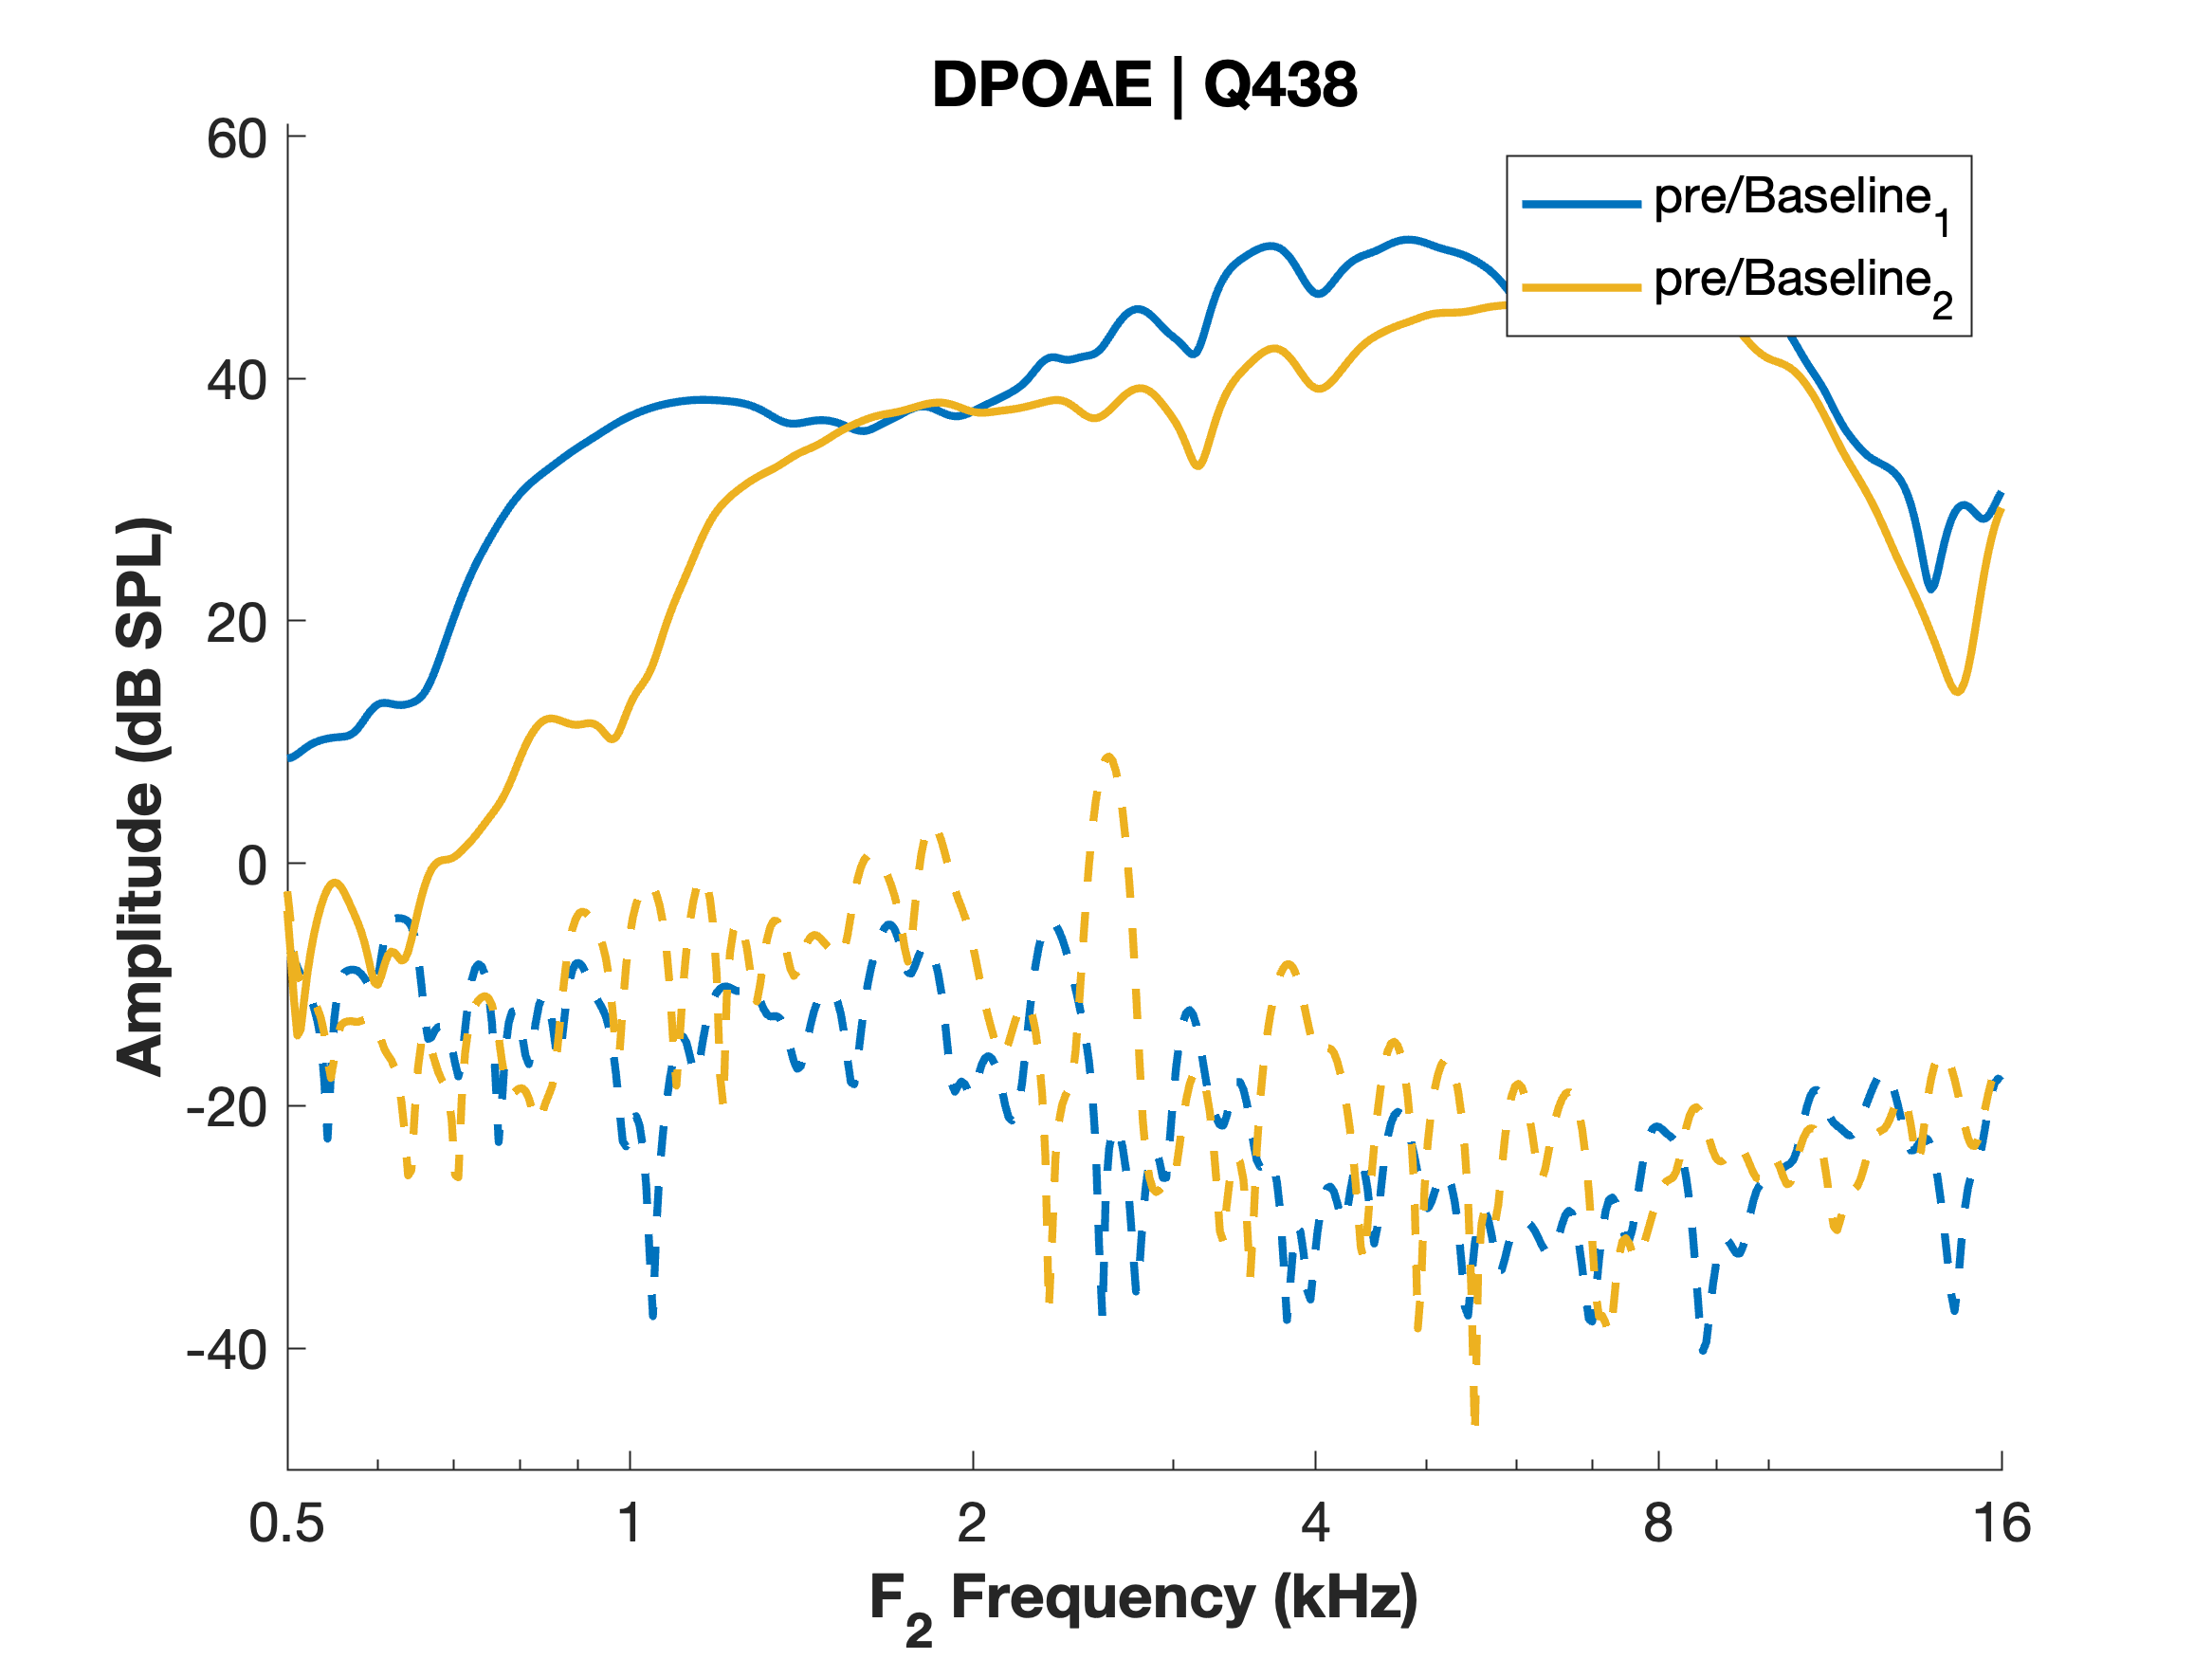 DPOAE | Q438
pre/Baseline₁
pre/Baseline₂
60
40
20
0
-20
-40
Amplitude (dB SPL)
0.5 1 2 4 8 16
F₂ Frequency (kHz)